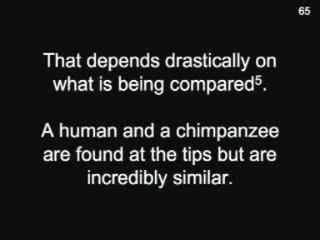 65
That depends drastically on
what is being compared⁵.
A human and a chimpanzee
are found at the tips but are
incredibly similar.